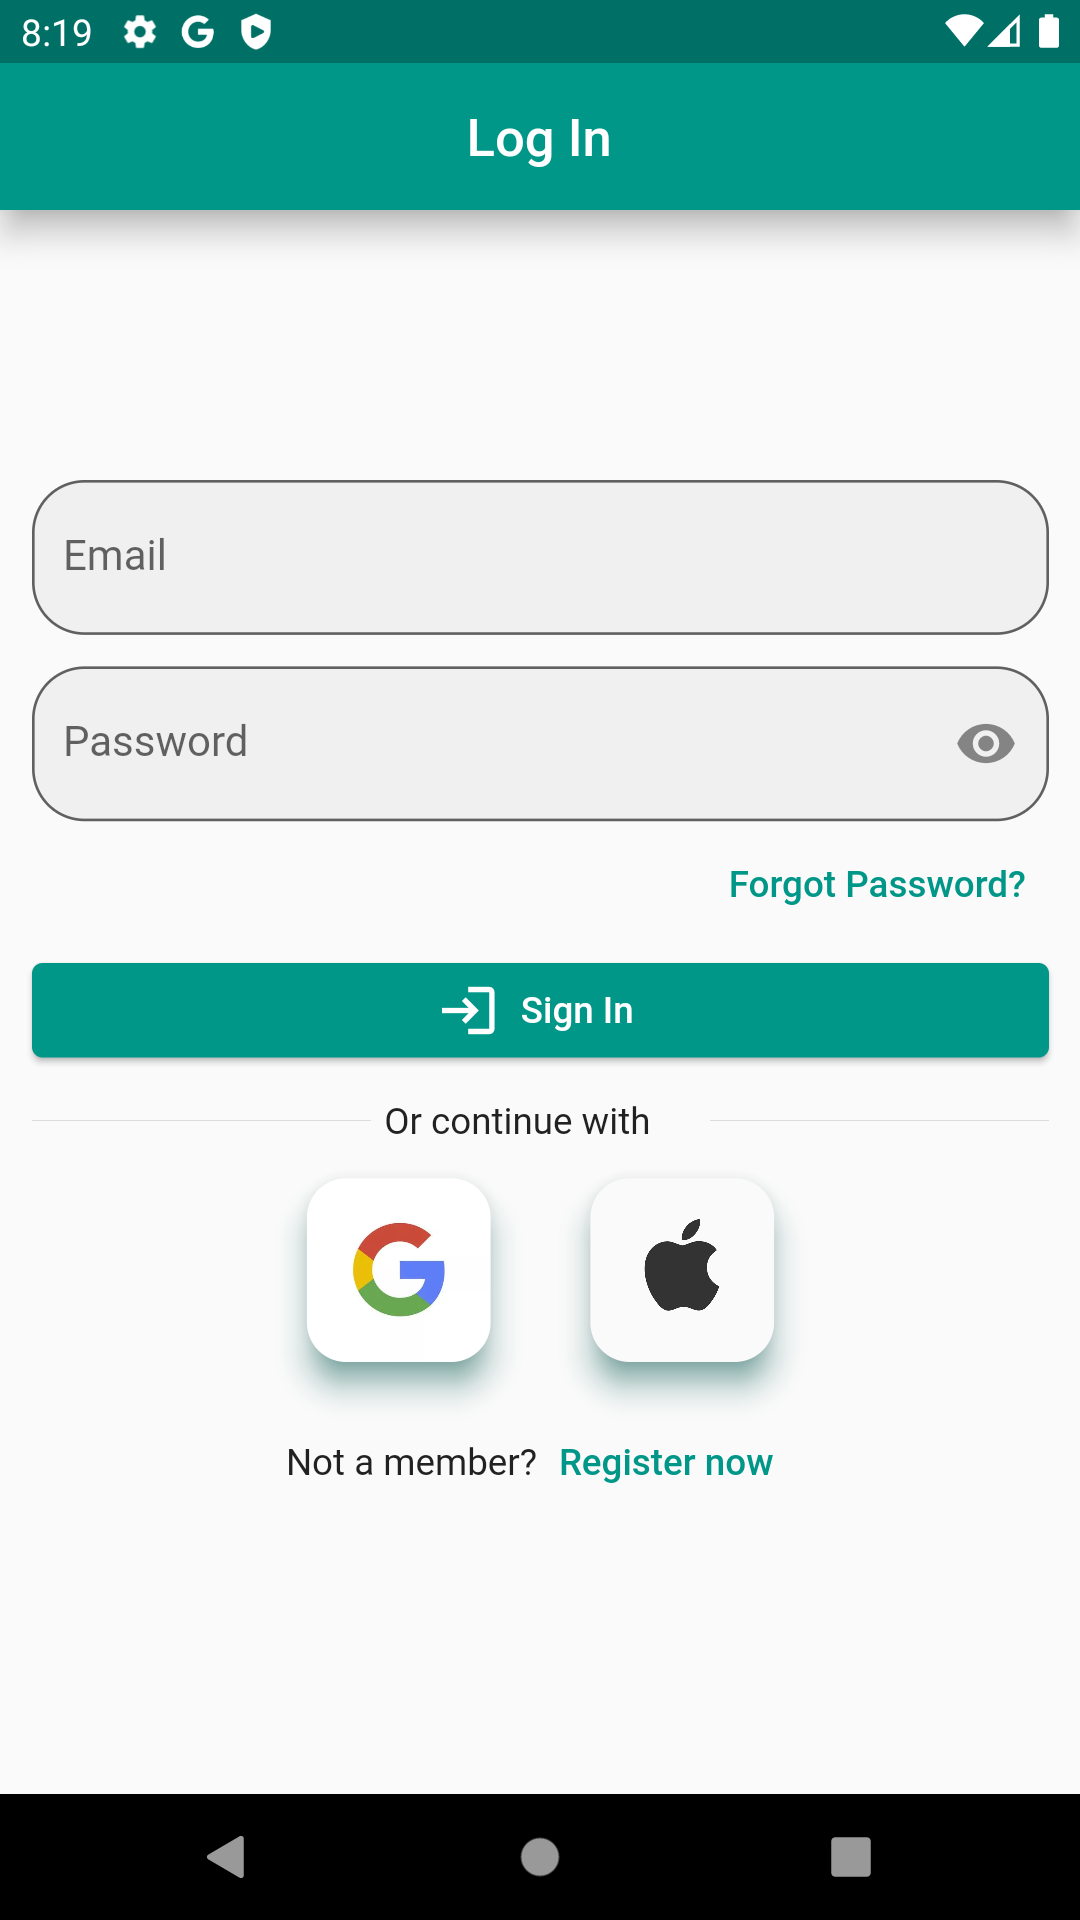 8:19
Log In
Email
Password
Forgot Password?
Sign In
Or continue with
Not a member? Register now